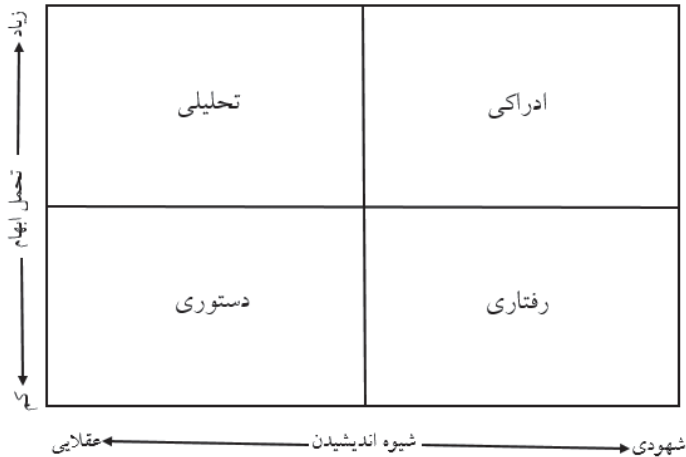 زیاد
ادراکی
تحلیلی
تحمل ابهام
رفتاری
دستوری
کم
شهودی
شیوه اندیشیدن
عقلایی